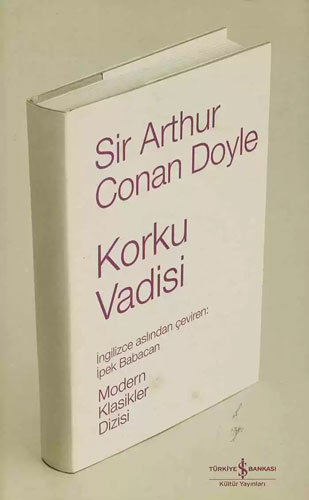 Sir Arthur
Conan Doyle
Korku
Vadisi
İngilizce aslından çeviren:
İpek Babacan
Modern
Klasikler
Dizisi
TÜRKİYE İŞ BANKASI
Kültür Yayınları